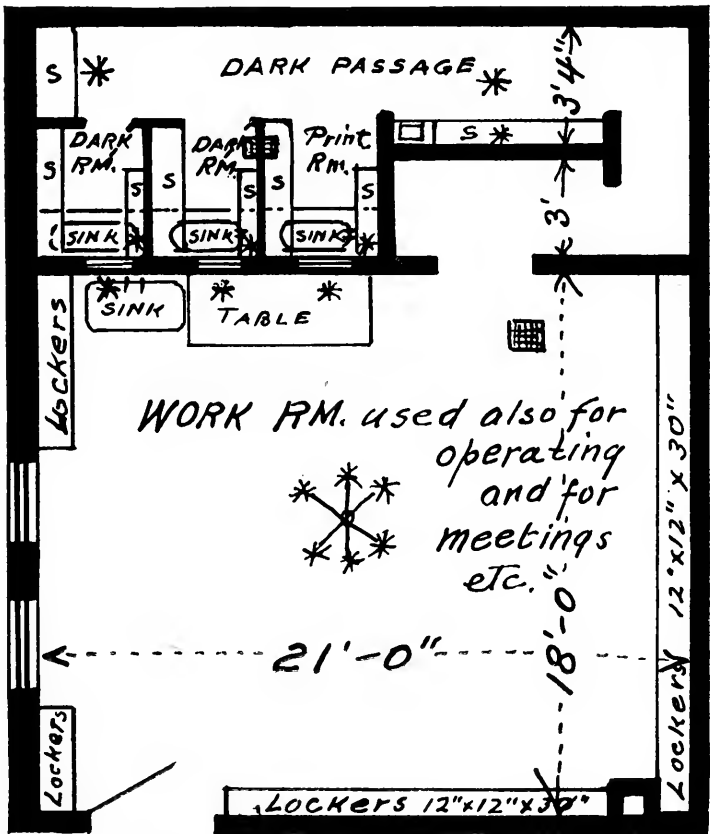 S
DARK PASSAGE
3'4"
S
DARK
RM.
S
S
DARK
RM.
S
S
Print
Rm.
S
S
3'
SINK
SINK
SINK
SINK
TABLE
Lockers
WORK RM. used also for
operating
and for
meetings
etc.
21'-0"
18'-0"
Lockers 12"x12"x30"
Lockers
Lockers 12"x12"x30"